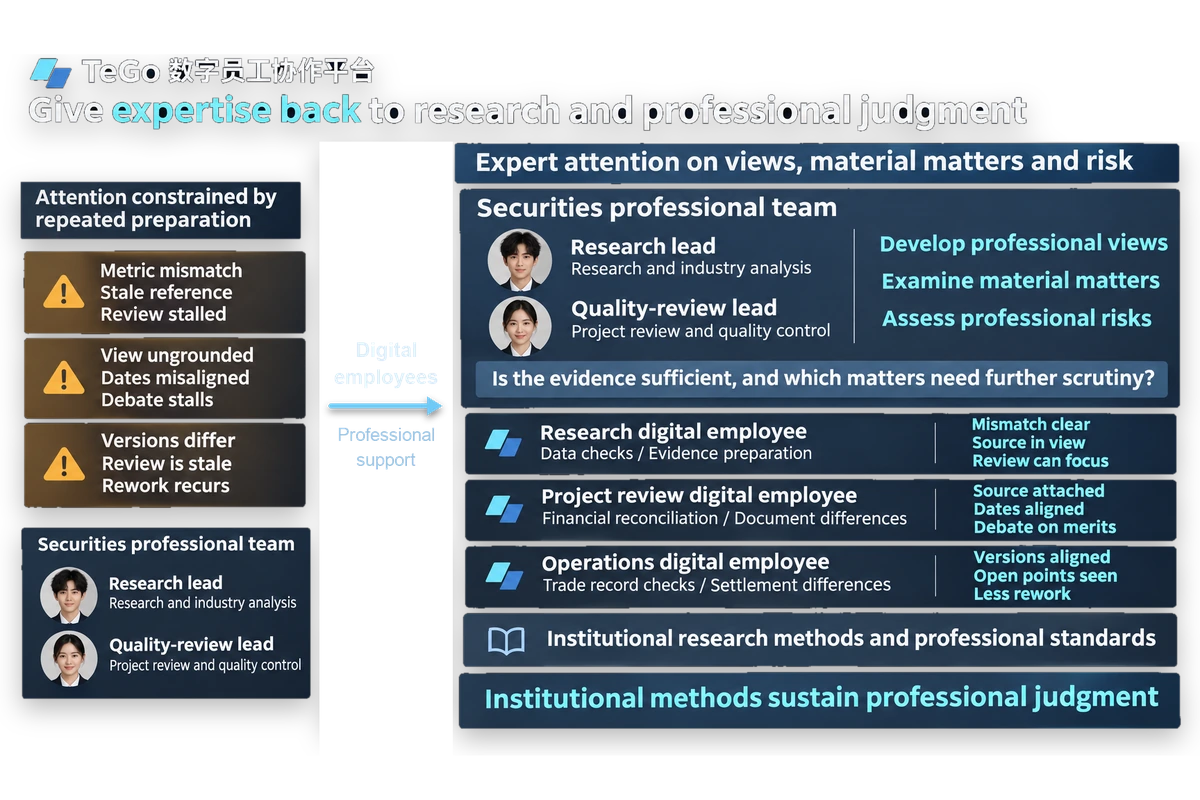 TeGo 数字员工协作平台
Give expertise back to research and professional judgment
Attention constrained by
repeated preparation
Metric mismatch
Stale reference
Review stalled
View ungrounded
Dates misaligned
Debate stalls
Versions differ
Review is stale
Rework recurs
Securities professional team
Research lead
Research and industry analysis
Quality-review lead
Project review and quality control
Digital
employees
Professional
support
Expert attention on views, material matters and risk
Securities professional team
Research lead
Research and industry analysis
Quality-review lead
Project review and quality control
Develop professional views
Examine material matters
Assess professional risks
Is the evidence sufficient, and which matters need further scrutiny?
Research digital employee
Data checks / Evidence preparation
Mismatch clear
Source in view
Review can focus
Project review digital employee
Financial reconciliation / Document differences
Source attached
Dates aligned
Debate on merits
Operations digital employee
Trade record checks / Settlement differences
Versions aligned
Open points seen
Less rework
Institutional research methods and professional standards
Institutional methods sustain professional judgment